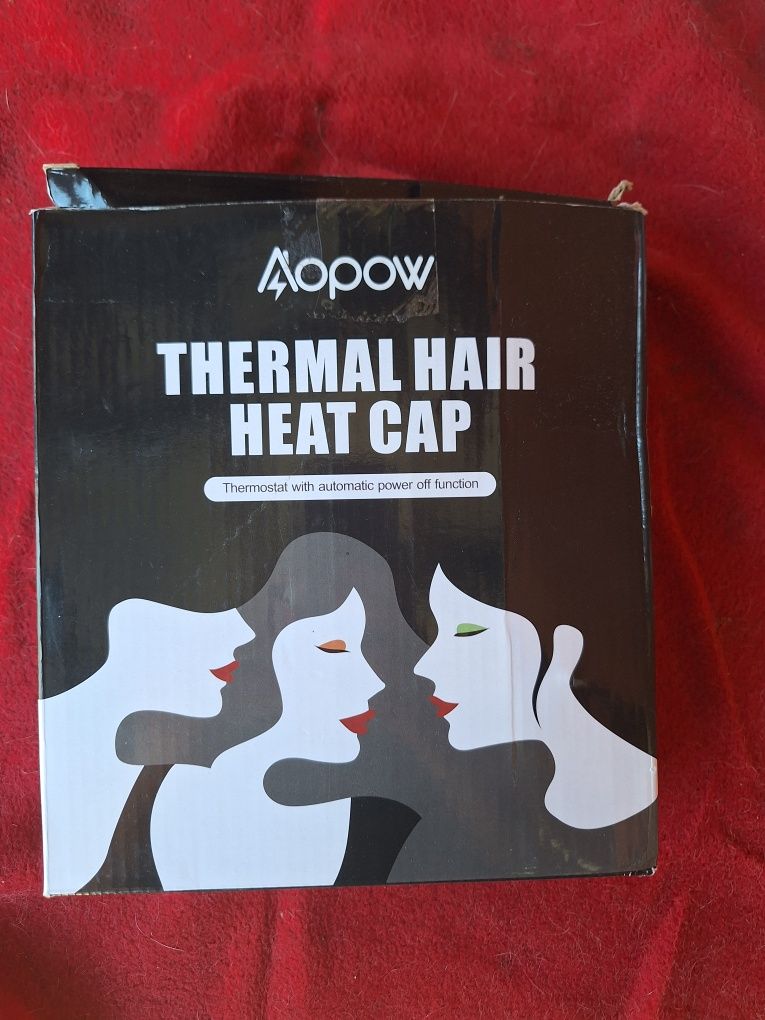 Aopow
THERMAL HAIR
HEAT CAP
Thermostat with automatic power off function